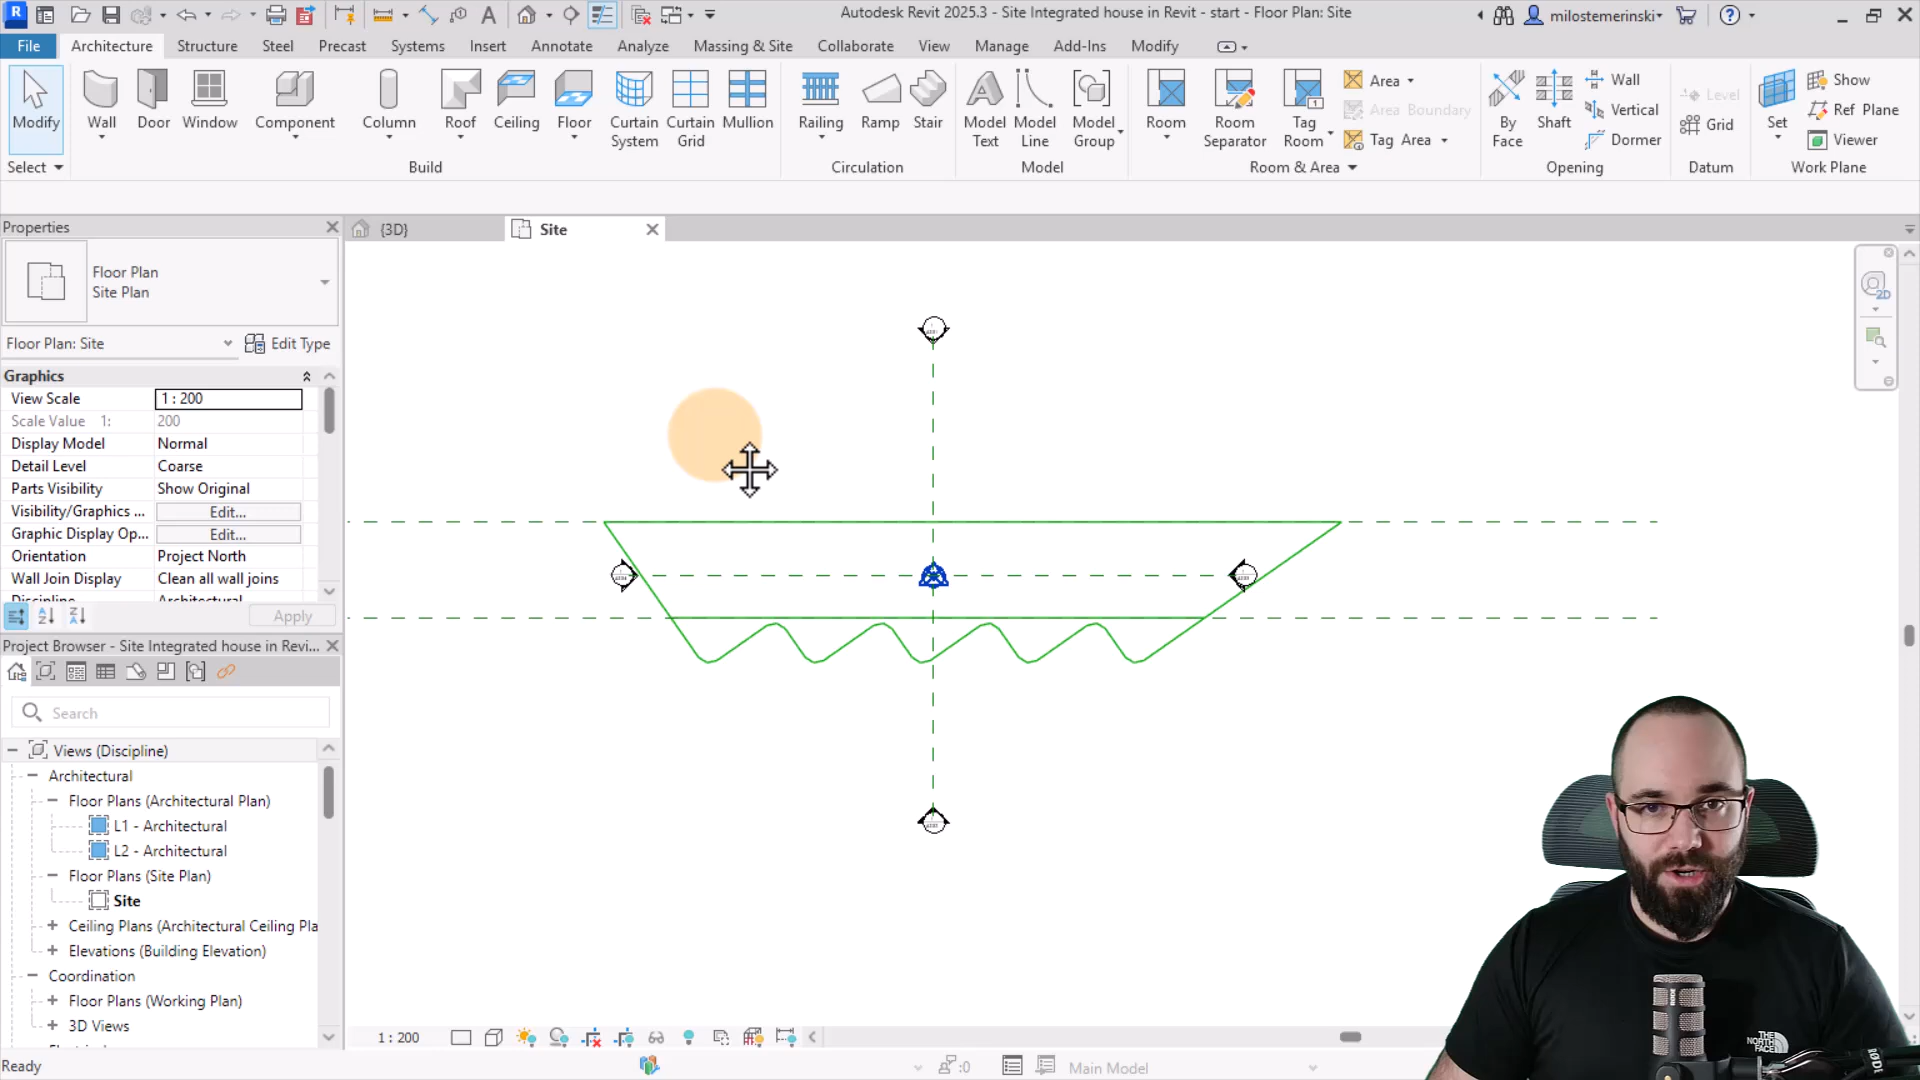 Autodesk Revit 2025.3 - Site Integrated house in Revit - start - Floor Plan: Site
milostemerinski
File
Architecture
Structure
Steel
Precast
Systems
Insert
Annotate
Analyze
Massing & Site
Collaborate
View
Manage
Add-Ins
Modify
Modify
Wall
Door
Window
Component
Column
Roof
Ceiling
Floor
Curtain System
Curtain Grid
Mullion
Railing
Ramp
Stair
Model Text
Model Line
Model Group
Room
Room Separator
Tag Room
Area
Area Boundary
Tag Area
By Face
Shaft
Wall
Vertical
Dormer
Level
Grid
Set
Show
Ref Plane
Viewer
Select
Build
Circulation
Model
Room & Area
Opening
Datum
Work Plane
Properties
{3D}
Site
Floor Plan
Site Plan
Floor Plan: Site
Edit Type
Graphics
View Scale 1 : 200
Scale Value 1: 200
Display Model Normal
Detail Level Coarse
Parts Visibility Show Original
Visibility/Graphics ... Edit...
Graphic Display Op... Edit...
Orientation Project North
Wall Join Display Clean all wall joins
Discipline Architectural
Apply
Project Browser - Site Integrated house in Revi...
Search
Views (Discipline)
Architectural
Floor Plans (Architectural Plan)
L1 - Architectural
L2 - Architectural
Floor Plans (Site Plan)
Site
Ceiling Plans (Architectural Ceiling Pla
Elevations (Building Elevation)
Coordination
Floor Plans (Working Plan)
3D Views
1 : 200
Ready
:0
Main Model
2D
THE NORTH FACE